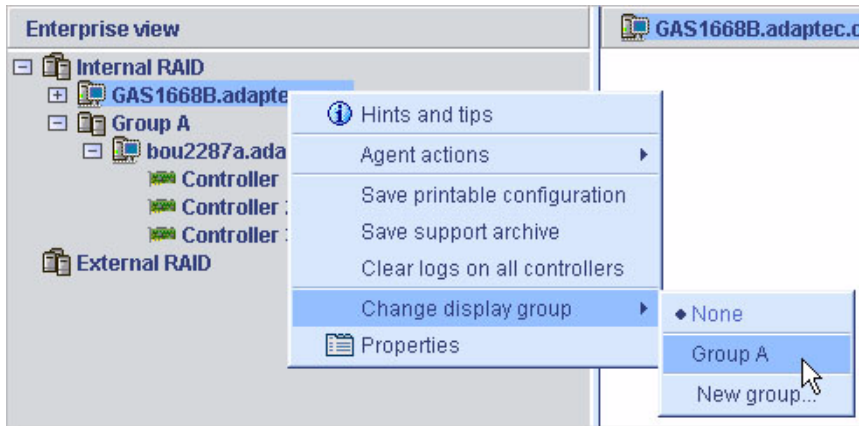 Enterprise view
GAS1668B.adaptec.c
Internal RAID
GAS1668B.adapte
Group A
bou2287a.ada
Controller
Controller
Controller
External RAID
Hints and tips
Agent actions
Save printable configuration
Save support archive
Clear logs on all controllers
Change display group
Properties
None
Group A
New group...